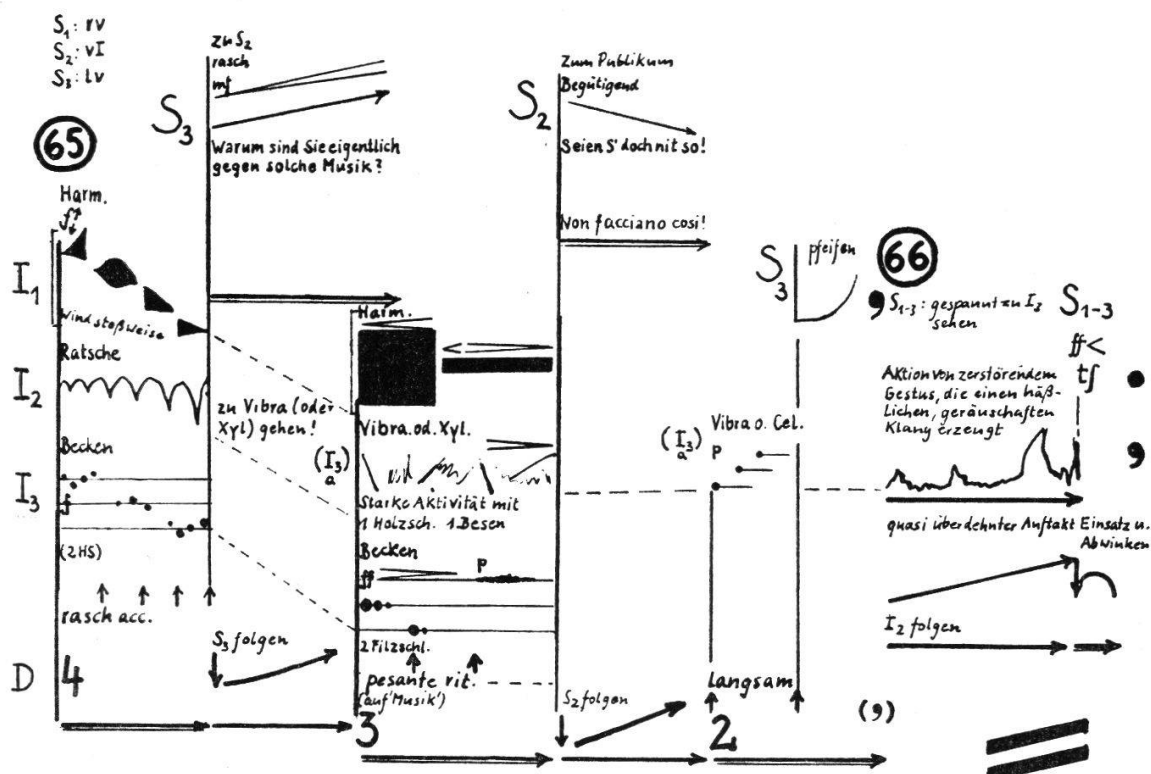 S1: rv
S2: vI
S3: lv
65
S3
zu S2
rasch
mf
Warum sind Sie eigentlich
gegen solche Musik?
S2
Zum Publikum
Begütigend
Seien S' doch nit so!
Non facciano cosi!
I1
Harm.
f
Windstoßweise
I2
Ratsche
zu Vibra (oder
Xyl) gehen!
I3
Becken
f
(2HS)
rasch acc.
D
4
S3 folgen
Harm.
(I3)
a
Vibra. od. Xyl.
Starke Aktivität mit
1 Holzsch. 1 Besen
Becken
ff
p
2 Filzschl.
pesante rit.
(auf 'Musik')
3
S2 folgen
S3
pfeifen
(I3)
a
Vibra o. Cel.
p
langsam
2
66
, S1-3: gespannt zu I3
sehen
S1-3
ff<
Aktion von zerstörendem
Gestus, die einen häß-
lichen, geräuschaften
Klang erzeugt
quasi überdehnter Auftakt
Einsatz u.
Abwinken
I2 folgen
(9)